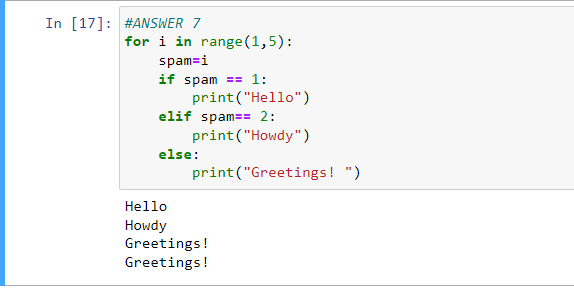 In [17]: #ANSWER 7
for i in range(1,5):
    spam=i
    if spam == 1:
        print("Hello")
    elif spam== 2:
        print("Howdy")
    else:
        print("Greetings! ")
Hello
Howdy
Greetings!
Greetings!